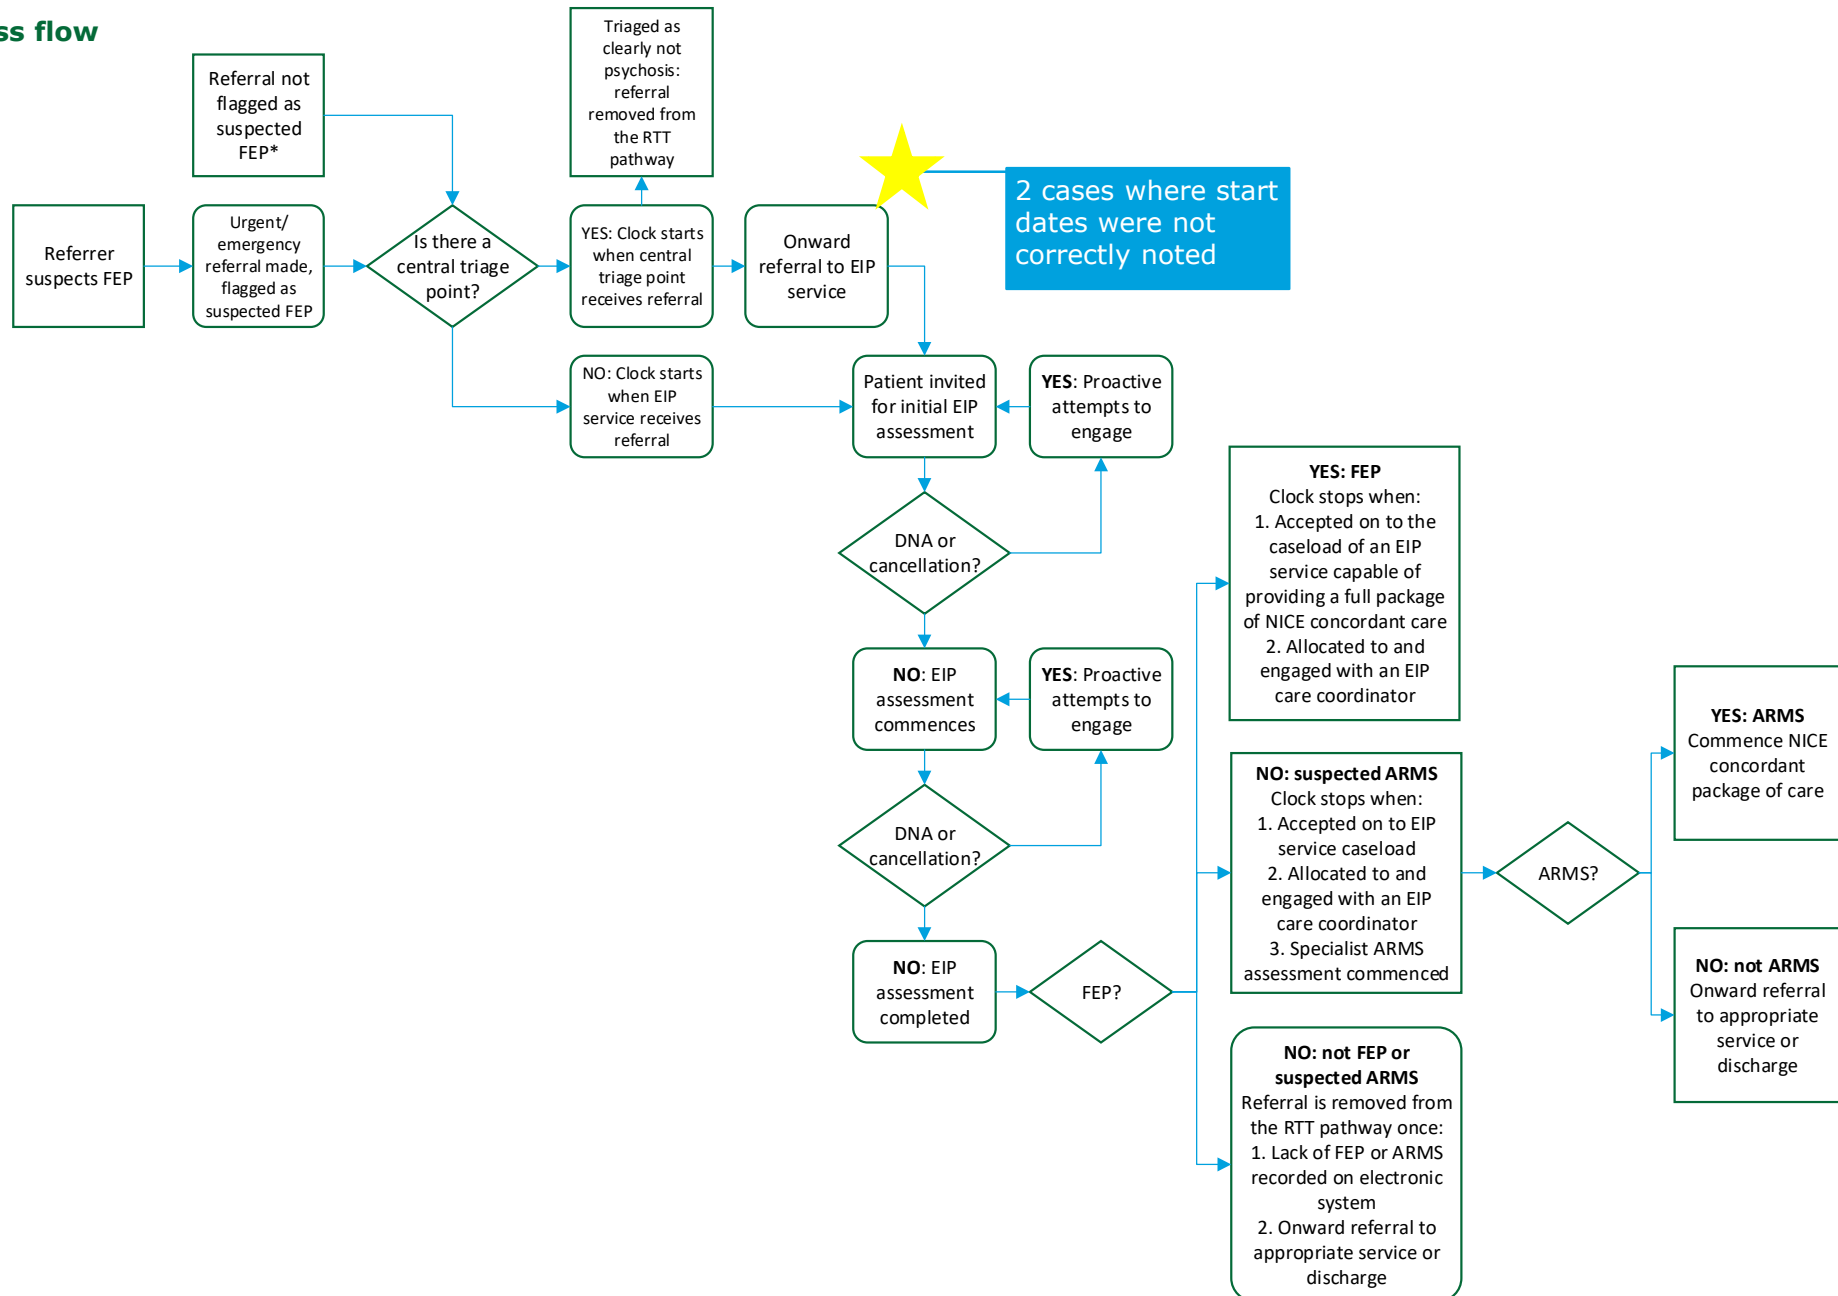 ss flow
Triaged as
clearly not
psychosis:
referral
removed from
the RTT
pathway
Referral not
flagged as
suspected
FEP*
2 cases where start
dates were not
correctly noted
Referrer
suspects FEP
Urgent/
emergency
referral made,
flagged as
suspected FEP
Is there a
central triage
point?
YES: Clock starts
when central
triage point
receives referral
Onward
referral to EIP
service
NO: Clock starts
when EIP
service receives
referral
Patient invited
for initial EIP
assessment
YES: Proactive
attempts to
engage
DNA or
cancellation?
NO: EIP
assessment
commences
YES: Proactive
attempts to
engage
DNA or
cancellation?
NO: EIP
assessment
completed
FEP?
YES: FEP
Clock stops when:
1. Accepted on to the
caseload of an EIP
service capable of
providing a full package
of NICE concordant care
2. Allocated to and
engaged with an EIP
care coordinator
NO: suspected ARMS
Clock stops when:
1. Accepted on to EIP
service caseload
2. Allocated to and
engaged with an EIP
care coordinator
3. Specialist ARMS
assessment commenced
NO: not FEP or
suspected ARMS
Referral is removed from
the RTT pathway once:
1. Lack of FEP or ARMS
recorded on electronic
system
2. Onward referral to
appropriate service or
discharge
ARMS?
YES: ARMS
Commence NICE
concordant
package of care
NO: not ARMS
Onward referral
to appropriate
service or
discharge